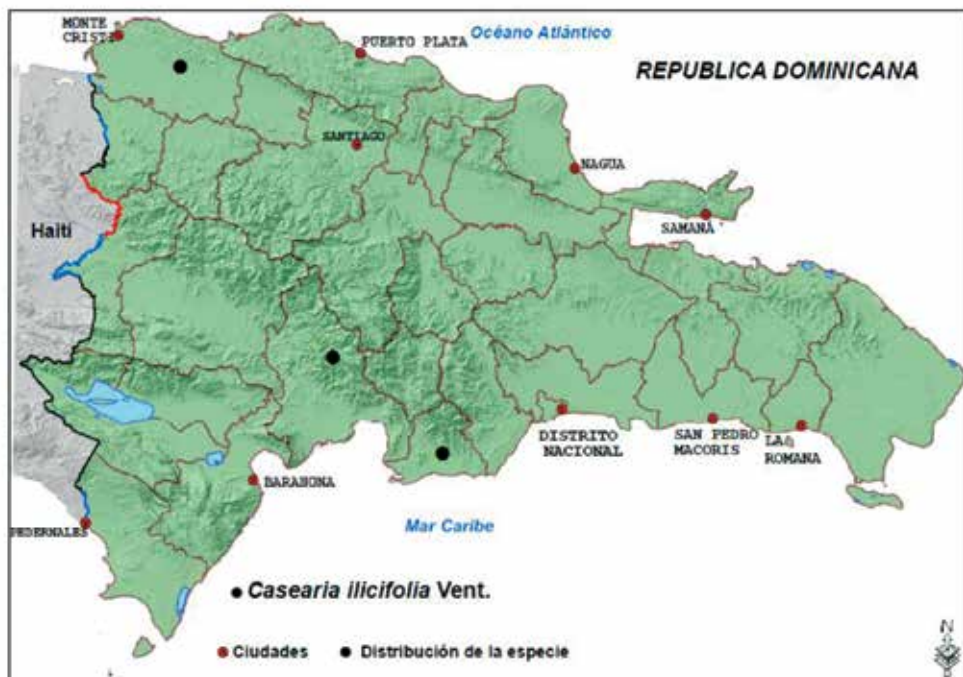 MONTE
CRISTI
PUERTO PLATA
Océano Atlántico
REPUBLICA DOMINICANA
SANTIAGO
NAGUA
SAMANÁ
Haití
DISTRITO
NACIONAL
SAN PEDRO
MACORIS
LA
ROMANA
BARAHONA
PEDERNALES
Mar Caribe
Casearia ilicifolia Vent.
Ciudades
Distribución de la especie
N